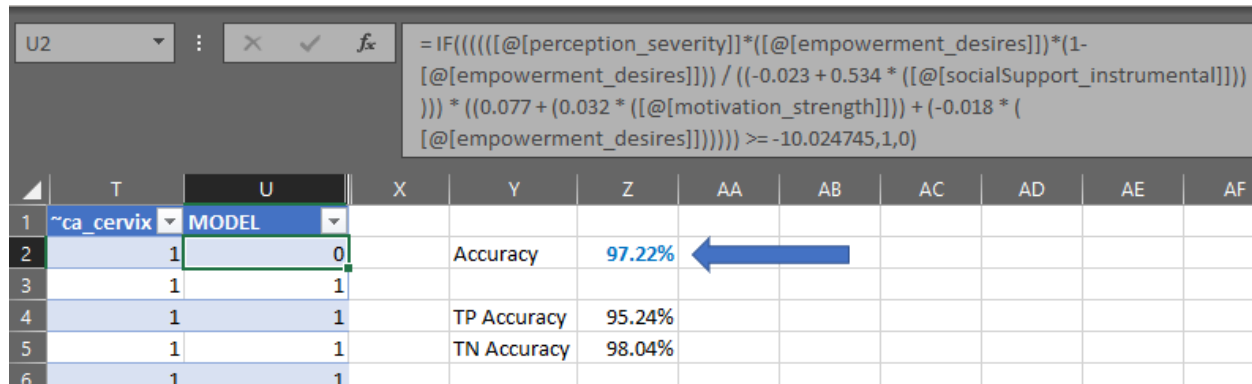 U2 fx = IF((((([@[perception_severity]]*([@[empowerment_desires]])*(1-
[@[empowerment_desires]])) / ((-0.023 + 0.534 * ([@[socialSupport_instrumental]]))
))) * ((0.077 + (0.032 * ([@[motivation_strength]])) + (-0.018 * (
[@[empowerment_desires]]))))) >= -10.024745,1,0)
T U X Y Z AA AB AC AD AE AF
1 ~ca_cervix MODEL
2 1 0 Accuracy 97.22%
3 1 1
4 1 1 TP Accuracy 95.24%
5 1 1 TN Accuracy 98.04%
6 1 1